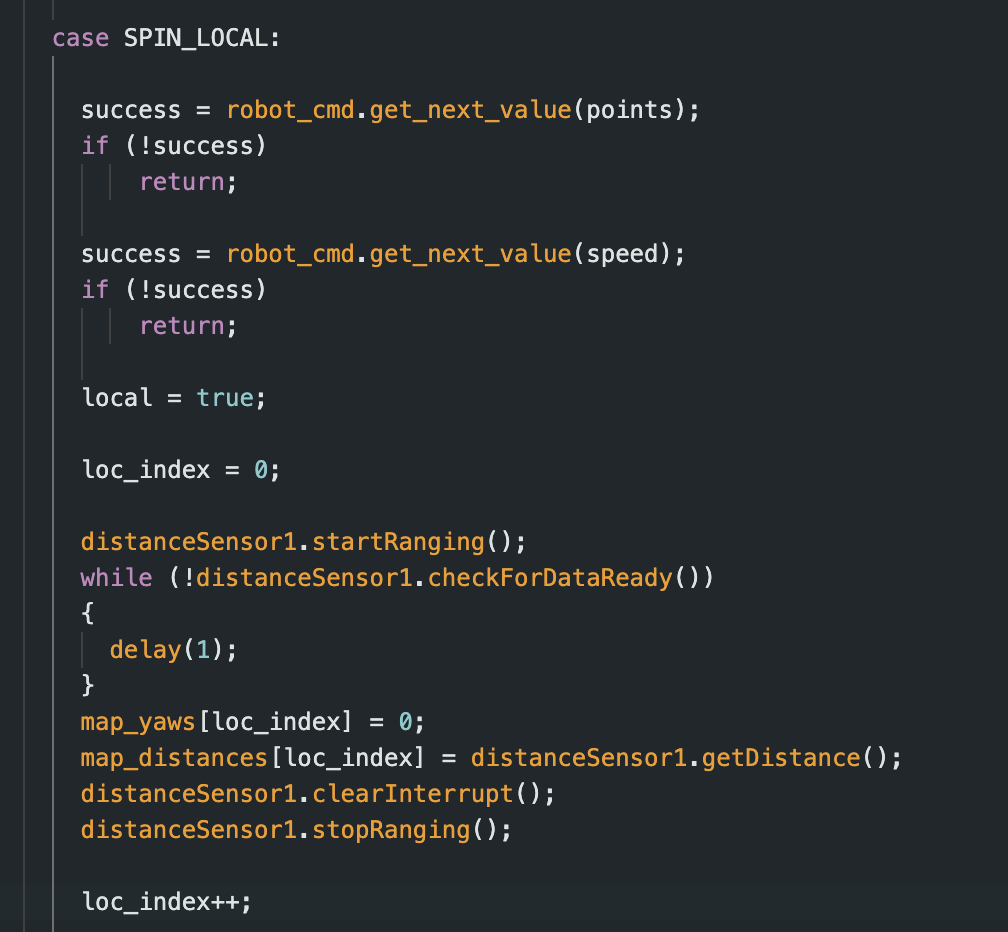 case SPIN_LOCAL:
success = robot_cmd.get_next_value(points);
if (!success)
return;
success = robot_cmd.get_next_value(speed);
if (!success)
return;
local = true;
loc_index = 0;
distanceSensor1.startRanging();
while (!distanceSensor1.checkForDataReady())
{
delay(1);
}
map_yaws[loc_index] = 0;
map_distances[loc_index] = distanceSensor1.getDistance();
distanceSensor1.clearInterrupt();
distanceSensor1.stopRanging();
loc_index++;